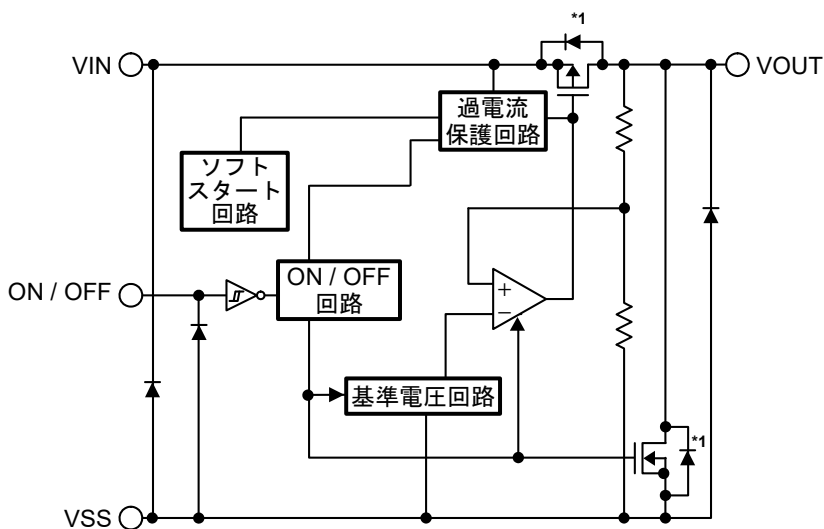 *1
VIN
VOUT
過電流
保護回路
ソフト
スタート
回路
ON / OFF
ON / OFF
回路
+
−
基準電圧回路
*1
VSS